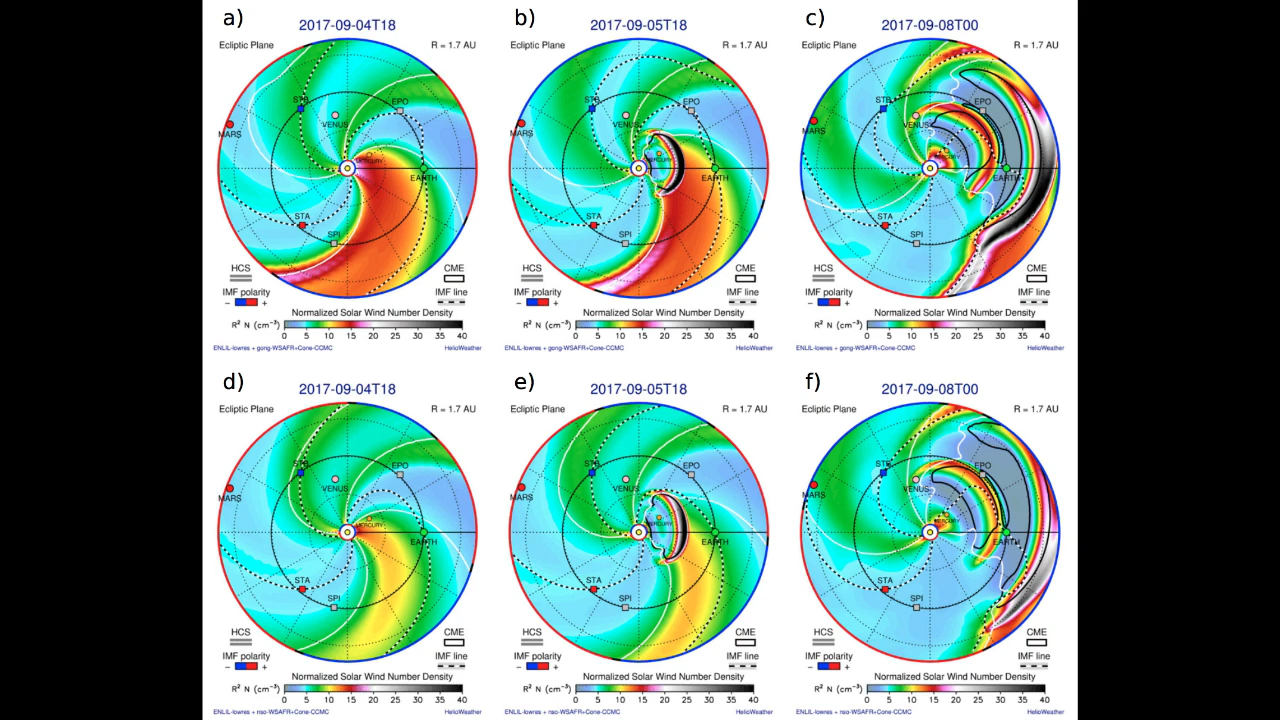 a)
2017-09-04T18
Ecliptic Plane
R = 1.7 AU
STB
EPO
VENUS
MARS
MERCURY
EARTH
STA
SPI
HCS
CME
IMF polarity
- +
IMF line
Normalized Solar Wind Number Density
R² N (cm⁻³)
0 5 10 15 20 25 30 35 40
ENLIL-lowres + gong-WSAFR+Cone-CCMC
HelioWeather
b)
2017-09-05T18
Ecliptic Plane
R = 1.7 AU
STB
EPO
VENUS
MARS
MERCURY
EARTH
STA
SPI
HCS
CME
IMF polarity
- +
IMF line
Normalized Solar Wind Number Density
R² N (cm⁻³)
0 5 10 15 20 25 30 35 40
ENLIL-lowres + gong-WSAFR+Cone-CCMC
HelioWeather
c)
2017-09-08T00
Ecliptic Plane
R = 1.7 AU
STB
EPO
VENUS
MARS
MERCURY
EARTH
STA
SPI
HCS
CME
IMF polarity
- +
IMF line
Normalized Solar Wind Number Density
R² N (cm⁻³)
0 5 10 15 20 25 30 35 40
ENLIL-lowres + gong-WSAFR+Cone-CCMC
HelioWeather
d)
2017-09-04T18
Ecliptic Plane
R = 1.7 AU
STB
EPO
VENUS
MARS
MERCURY
EARTH
STA
SPI
HCS
CME
IMF polarity
- +
IMF line
Normalized Solar Wind Number Density
R² N (cm⁻³)
0 5 10 15 20 25 30 35 40
ENLIL-lowres + nso-WSAFR+Cone-CCMC
HelioWeather
e)
2017-09-05T18
Ecliptic Plane
R = 1.7 AU
STB
EPO
VENUS
MARS
MERCURY
EARTH
STA
SPI
HCS
CME
IMF polarity
- +
IMF line
Normalized Solar Wind Number Density
R² N (cm⁻³)
0 5 10 15 20 25 30 35 40
ENLIL-lowres + nso-WSAFR+Cone-CCMC
HelioWeather
f)
2017-09-08T00
Ecliptic Plane
R = 1.7 AU
STB
EPO
VENUS
MARS
MERCURY
EARTH
STA
SPI
HCS
CME
IMF polarity
- +
IMF line
Normalized Solar Wind Number Density
R² N (cm⁻³)
0 5 10 15 20 25 30 35 40
ENLIL-lowres + nso-WSAFR+Cone-CCMC
HelioWeather